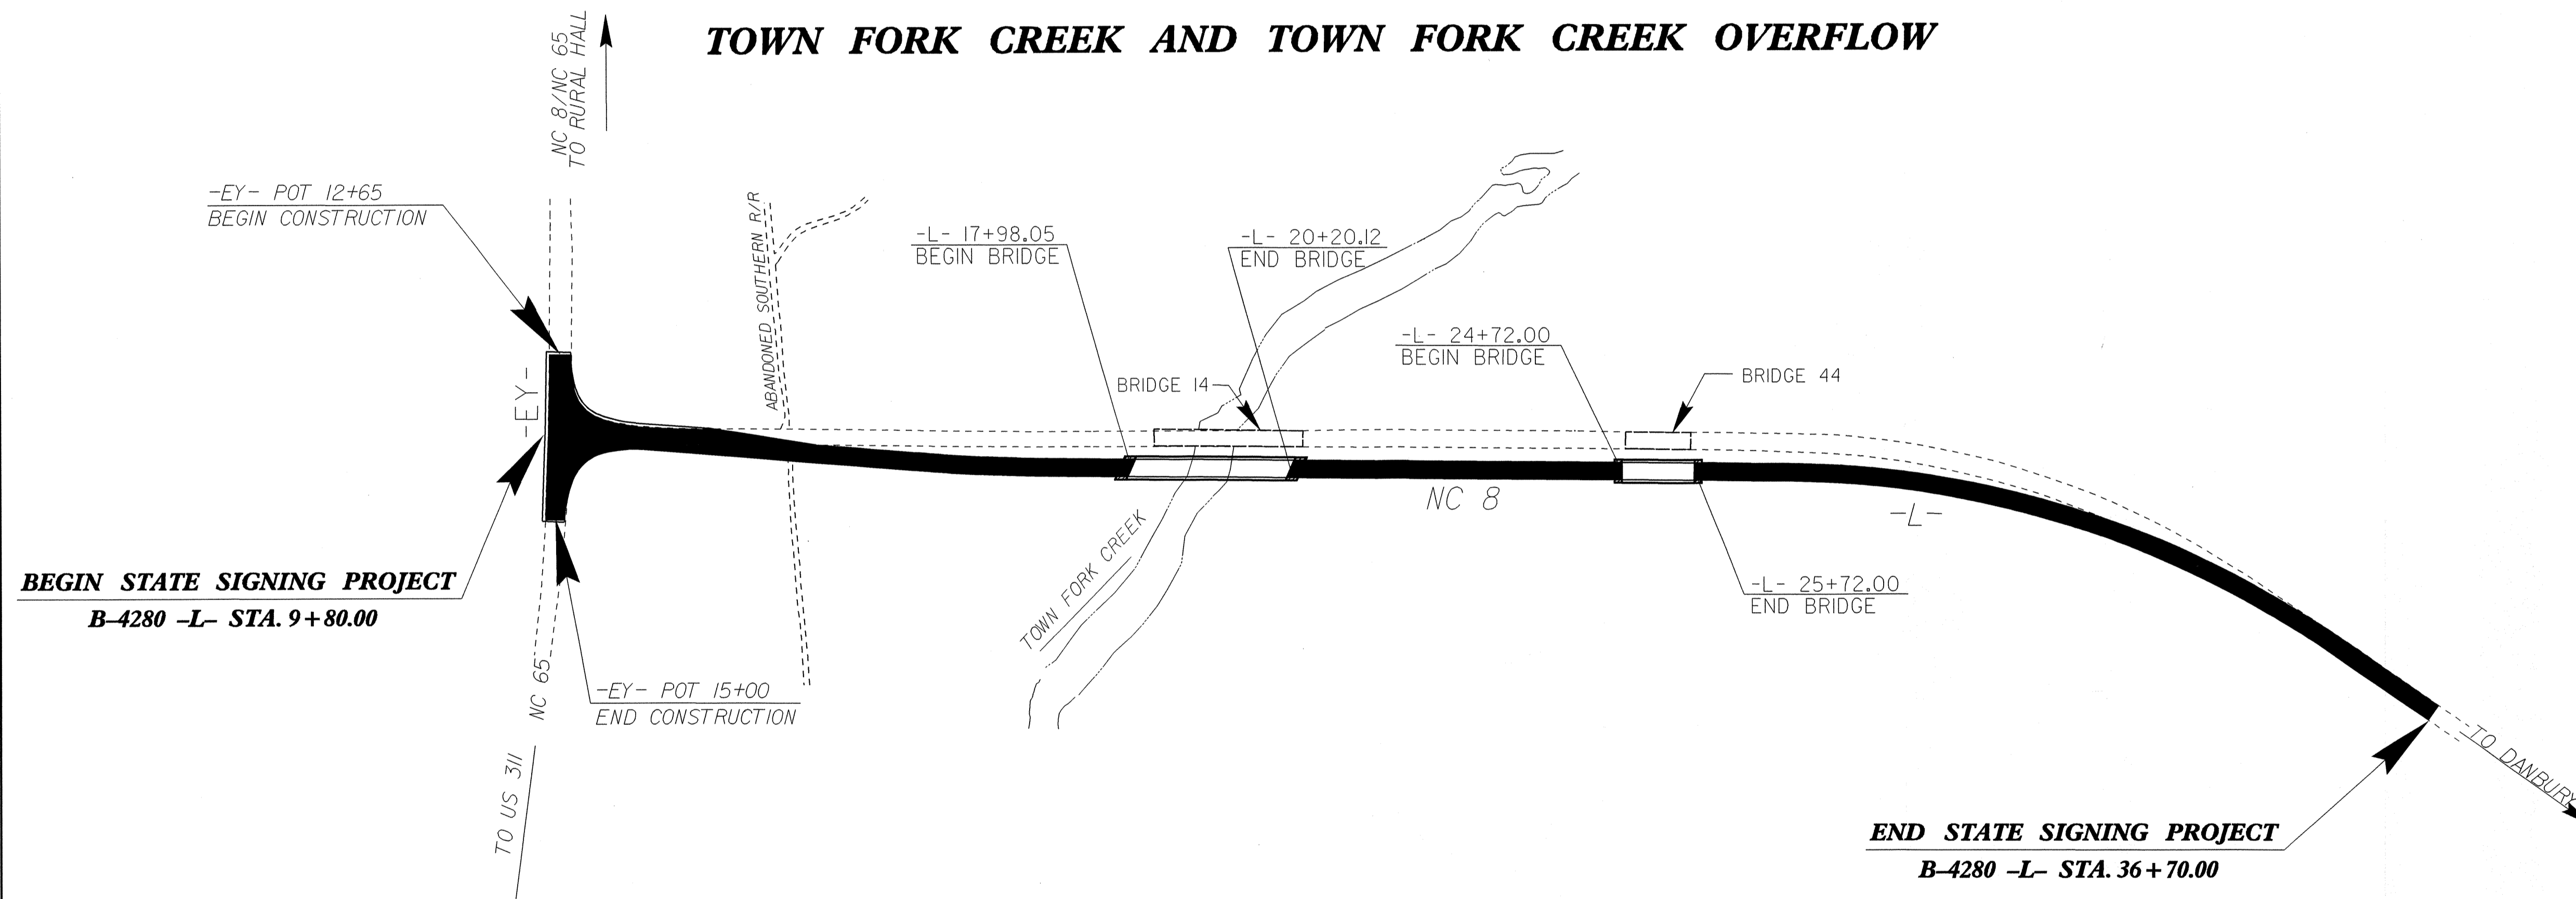 TOWN FORK CREEK AND TOWN FORK CREEK OVERFLOW
NC 8/NC 65
TO RURAL HALL
-EY- POT 12+65
BEGIN CONSTRUCTION
ABANDONED SOUTHERN R/R
-L- 17+98.05
BEGIN BRIDGE
-L- 20+20.12
END BRIDGE
-L- 24+72.00
BEGIN BRIDGE
BRIDGE 14
BRIDGE 44
-EY-
NC 8
-L-
TOWN FORK CREEK
BEGIN STATE SIGNING PROJECT
B-4280 -L- STA. 9+80.00
-L- 25+72.00
END BRIDGE
NC 65
-EY- POT 15+00
END CONSTRUCTION
TO US 311
TO DANBURY
END STATE SIGNING PROJECT
B-4280 -L- STA. 36+70.00